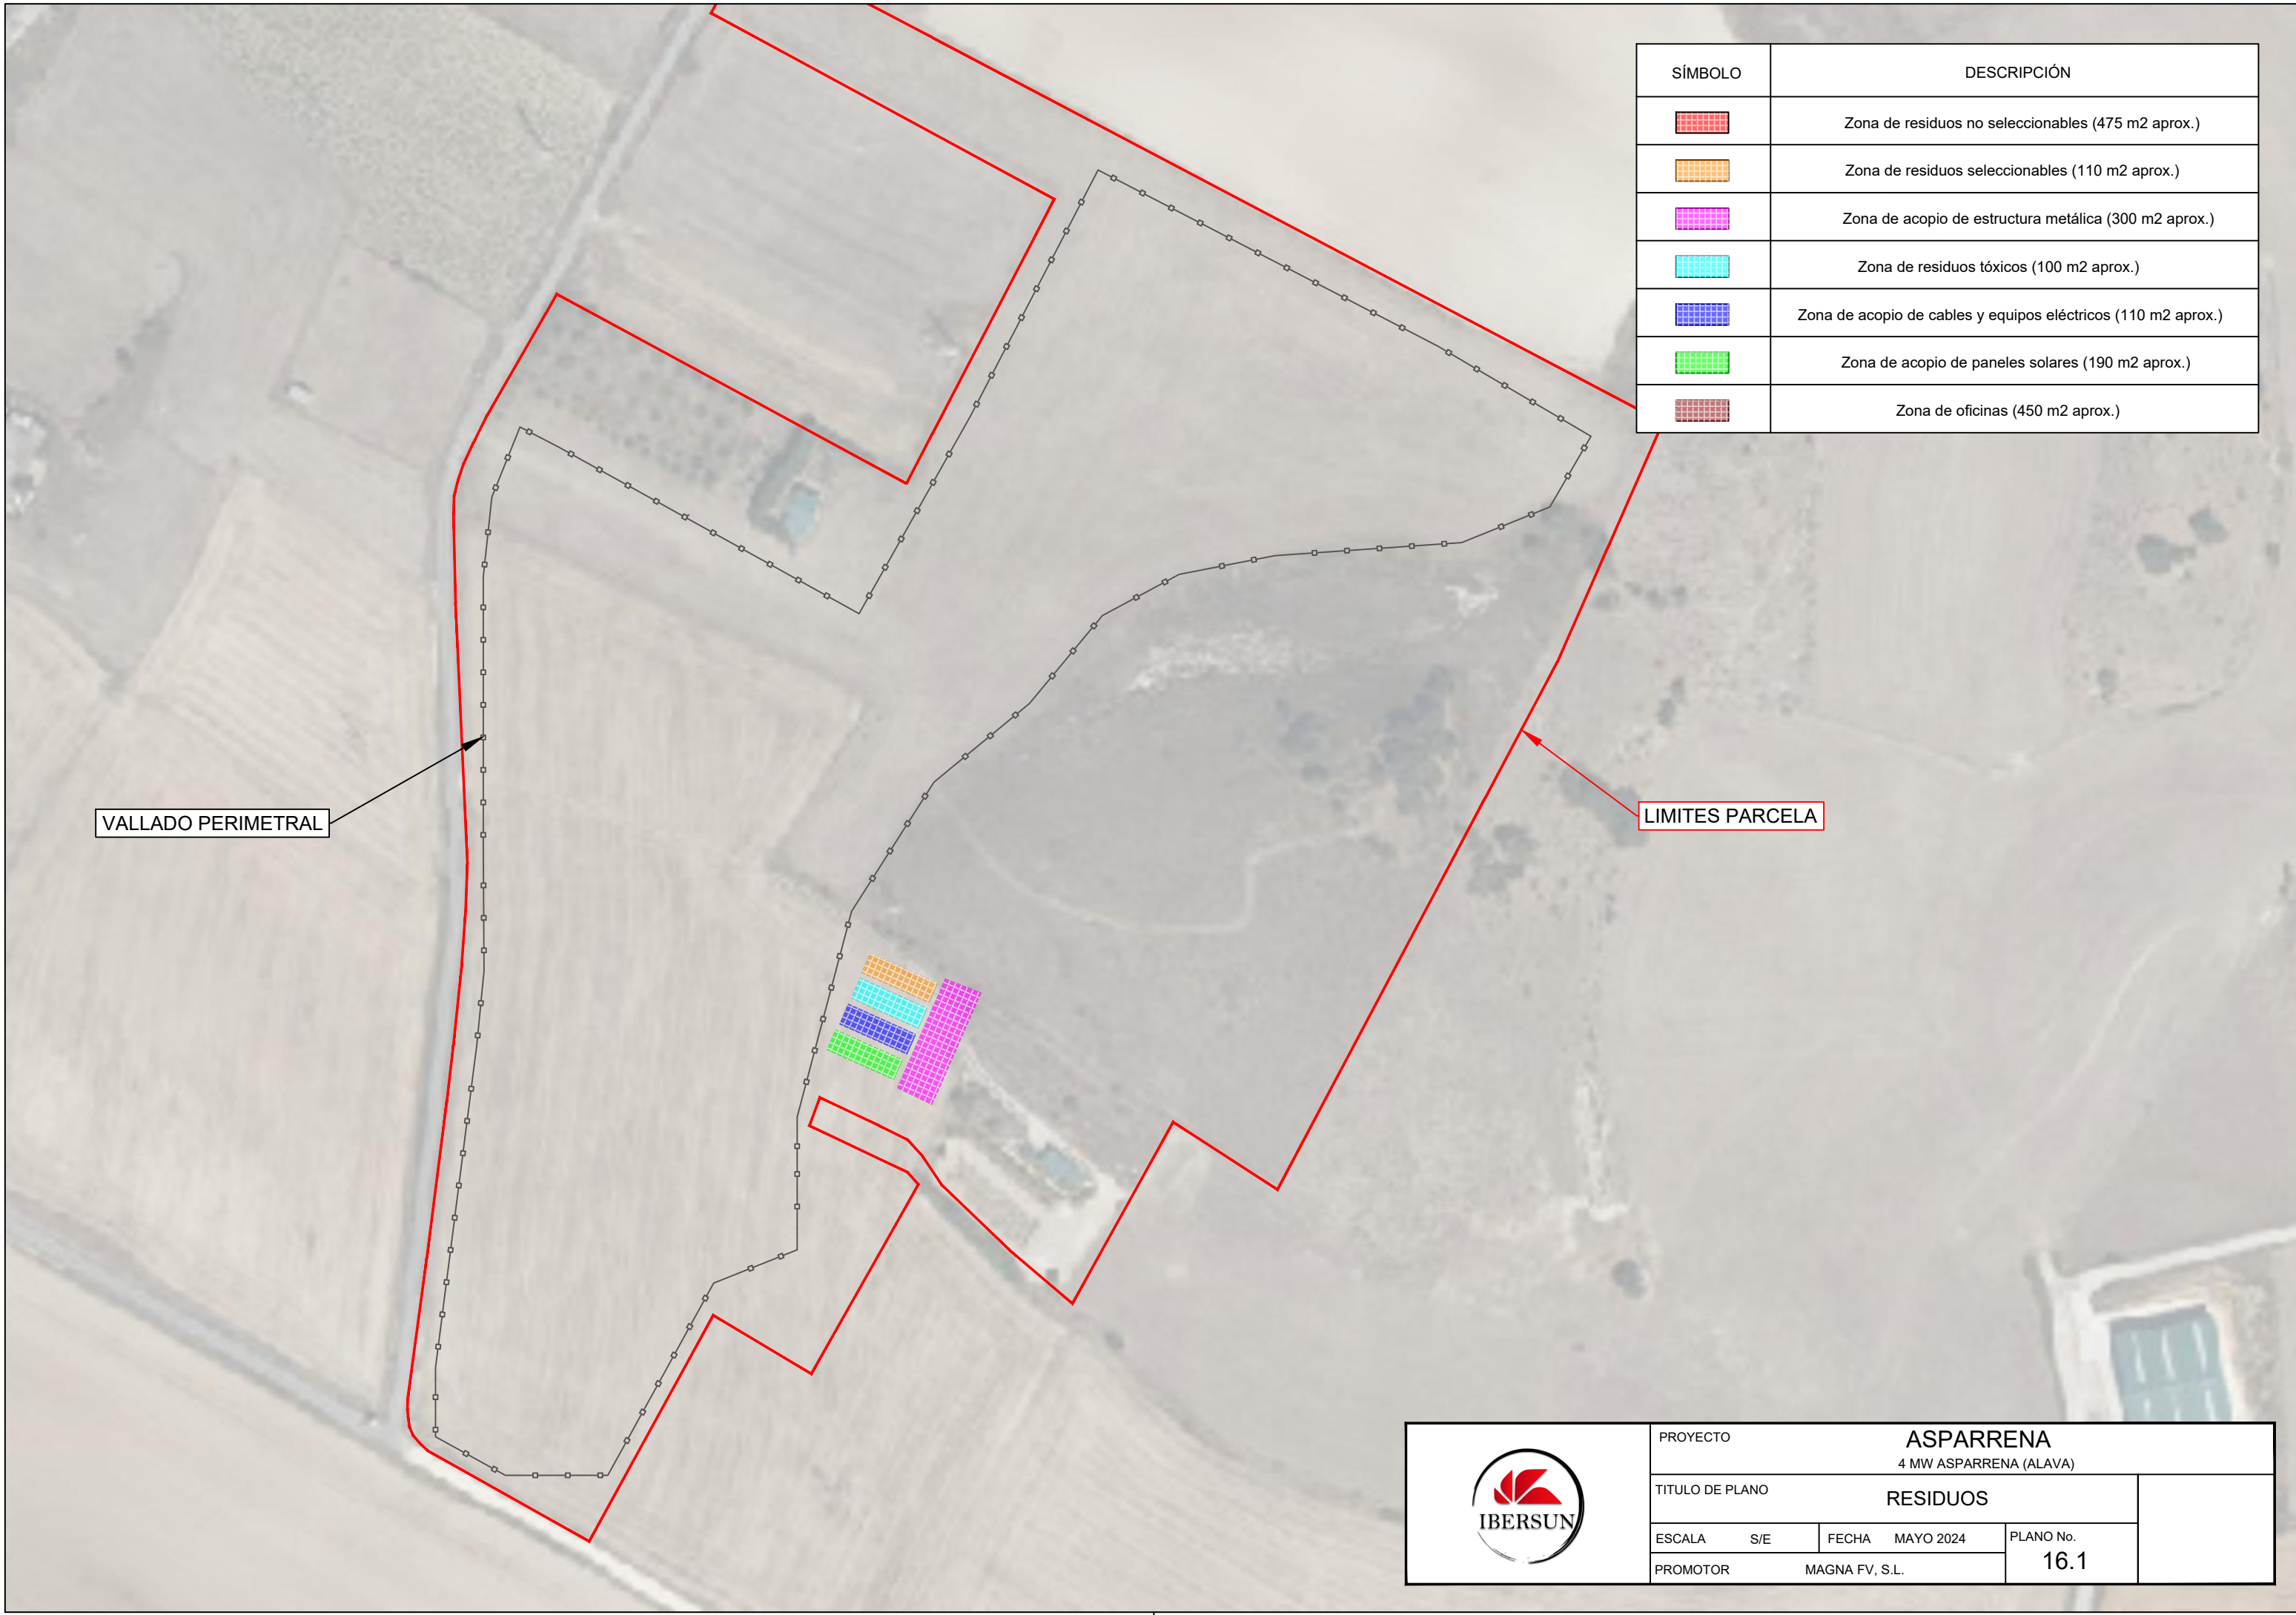 SÍMBOLO DESCRIPCIÓN
Zona de residuos no seleccionables (475 m2 aprox.)
Zona de residuos seleccionables (110 m2 aprox.)
Zona de acopio de estructura metálica (300 m2 aprox.)
Zona de residuos tóxicos (100 m2 aprox.)
Zona de acopio de cables y equipos eléctricos (110 m2 aprox.)
Zona de acopio de paneles solares (190 m2 aprox.)
Zona de oficinas (450 m2 aprox.)
VALLADO PERIMETRAL
LIMITES PARCELA
IBERSUN
PROYECTO ASPARRENA
4 MW ASPARRENA (ALAVA)
TITULO DE PLANO RESIDUOS
ESCALA S/E FECHA MAYO 2024 PLANO No.
16.1
PROMOTOR MAGNA FV, S.L.